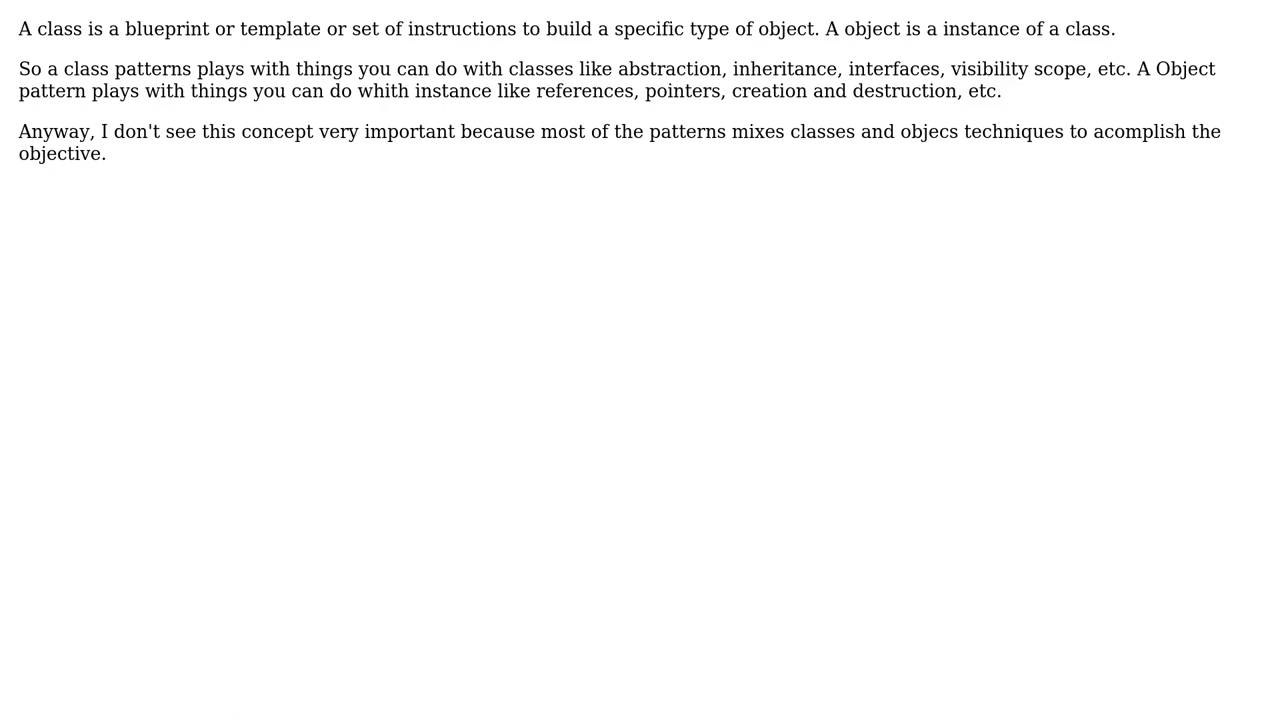 A class is a blueprint or template or set of instructions to build a specific type of object. A object is a instance of a class.
So a class patterns plays with things you can do with classes like abstraction, inheritance, interfaces, visibility scope, etc. A Object
pattern plays with things you can do whith instance like references, pointers, creation and destruction, etc.
Anyway, I don't see this concept very important because most of the patterns mixes classes and objecs techniques to acomplish the
objective.